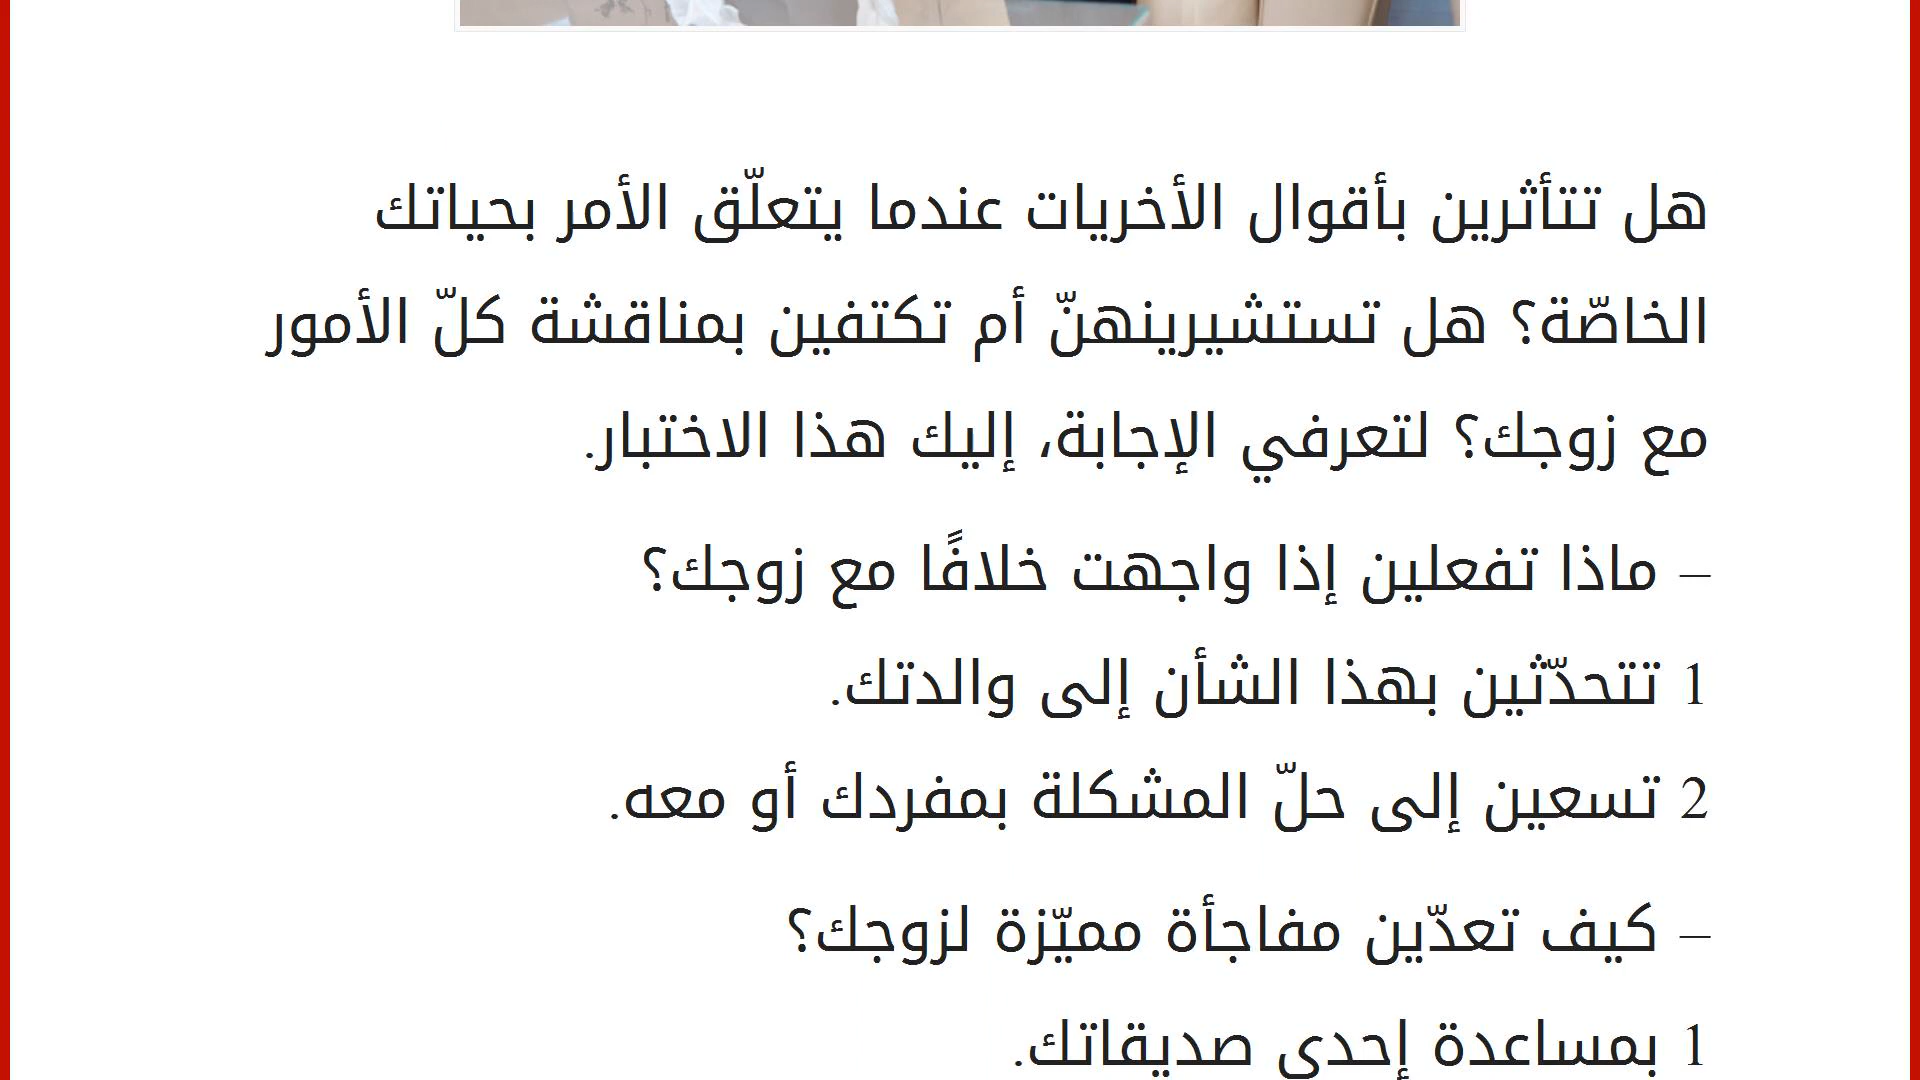 هل تتأثرين بأقوال الأخريات عندما يتعلّق الأمر بحياتك
الخاصّة؟ هل تستشيرينهنّ أم تكتفين بمناقشة كلّ الأمور
مع زوجك؟ لتعرفي الإجابة، إليك هذا الاختبار.
– ماذا تفعلين إذا واجهت خلافًا مع زوجك؟
1 تتحدّثين بهذا الشأن إلى والدتك.
2 تسعين إلى حلّ المشكلة بمفردك أو معه.
– كيف تعدّين مفاجأة مميّزة لزوجك؟
1 بمساعدة إحدى صديقاتك.